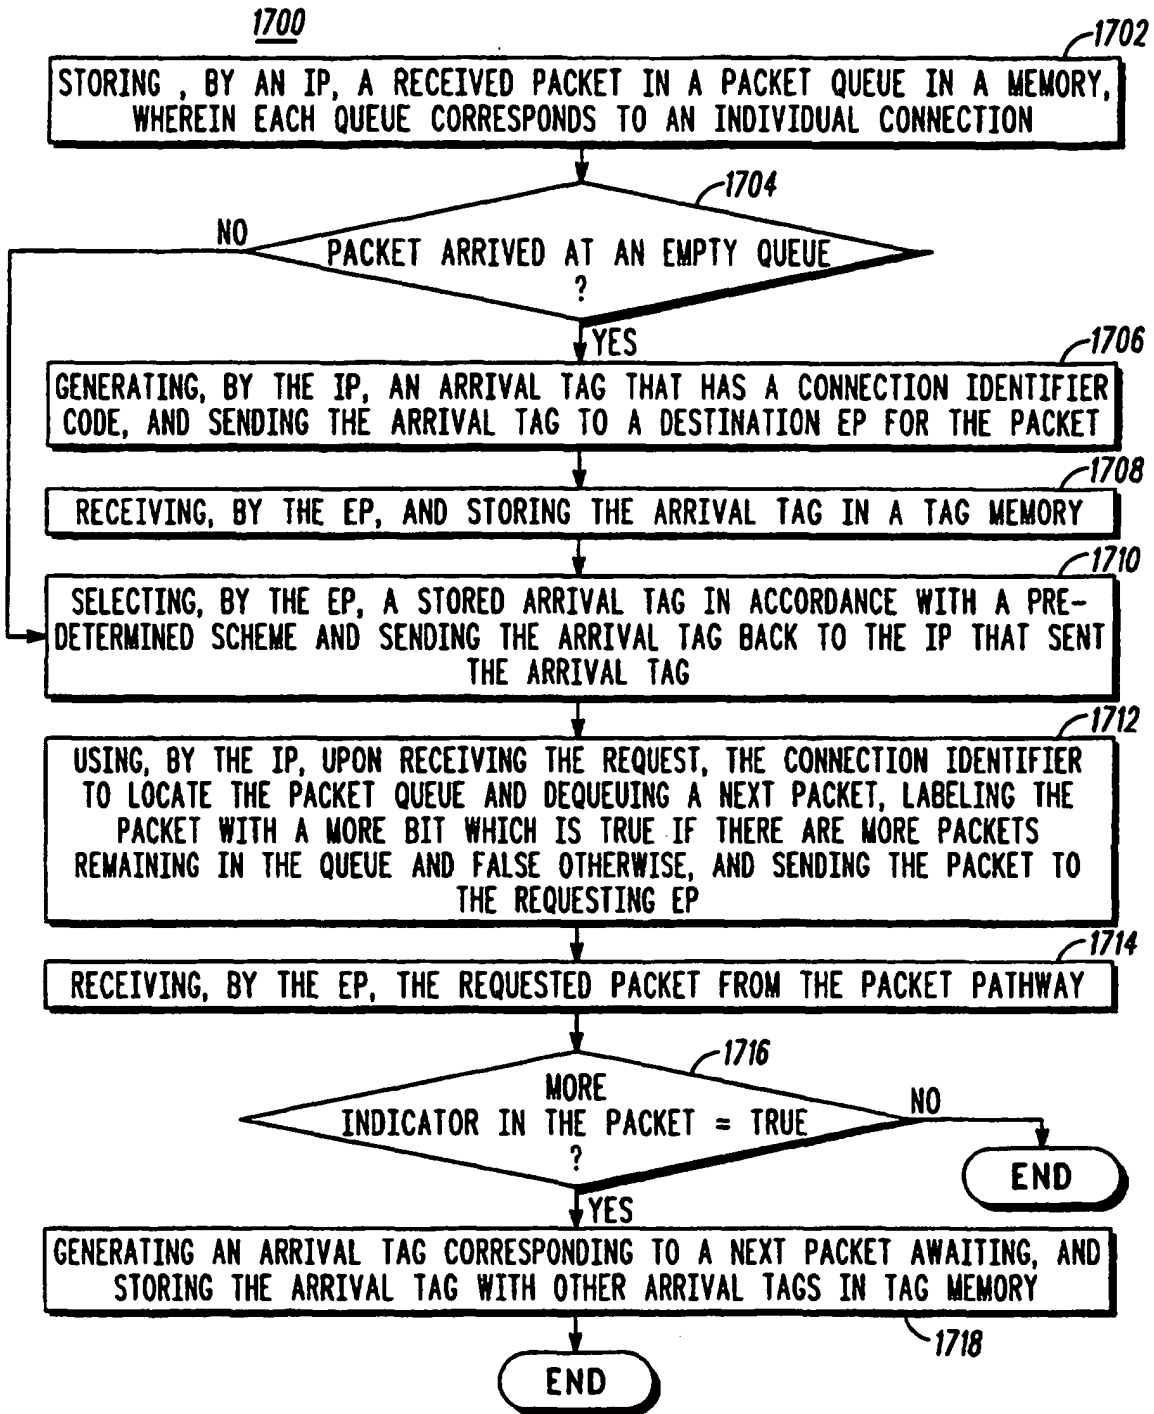 1700
1702
STORING , BY AN IP, A RECEIVED PACKET IN A PACKET QUEUE IN A MEMORY,
WHEREIN EACH QUEUE CORRESPONDS TO AN INDIVIDUAL CONNECTION
1704
NO
PACKET ARRIVED AT AN EMPTY QUEUE
?
YES
1706
GENERATING, BY THE IP, AN ARRIVAL TAG THAT HAS A CONNECTION IDENTIFIER
CODE, AND SENDING THE ARRIVAL TAG TO A DESTINATION EP FOR THE PACKET
1708
RECEIVING, BY THE EP, AND STORING THE ARRIVAL TAG IN A TAG MEMORY
1710
SELECTING, BY THE EP, A STORED ARRIVAL TAG IN ACCORDANCE WITH A PRE-
DETERMINED SCHEME AND SENDING THE ARRIVAL TAG BACK TO THE IP THAT SENT
THE ARRIVAL TAG
1712
USING, BY THE IP, UPON RECEIVING THE REQUEST, THE CONNECTION IDENTIFIER
TO LOCATE THE PACKET QUEUE AND DEQUEUING A NEXT PACKET, LABELING THE
PACKET WITH A MORE BIT WHICH IS TRUE IF THERE ARE MORE PACKETS
REMAINING IN THE QUEUE AND FALSE OTHERWISE, AND SENDING THE PACKET TO
THE REQUESTING EP
1714
RECEIVING, BY THE EP, THE REQUESTED PACKET FROM THE PACKET PATHWAY
1716
MORE
INDICATOR IN THE PACKET = TRUE
?
NO
END
YES
GENERATING AN ARRIVAL TAG CORRESPONDING TO A NEXT PACKET AWAITING, AND
STORING THE ARRIVAL TAG WITH OTHER ARRIVAL TAGS IN TAG MEMORY
1718
END